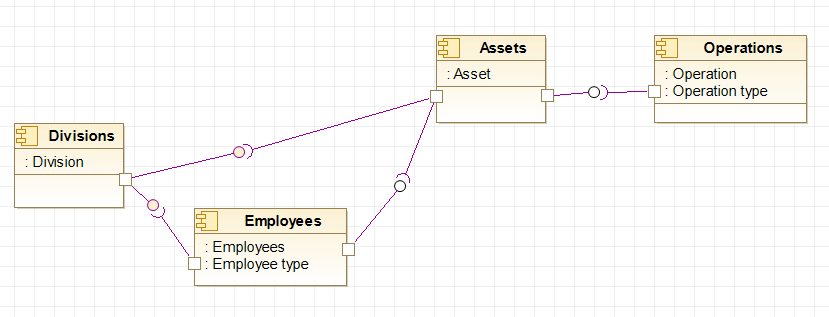 Assets
: Asset
Operations
: Operation
: Operation type
Divisions
: Division
Employees
: Employees
: Employee type